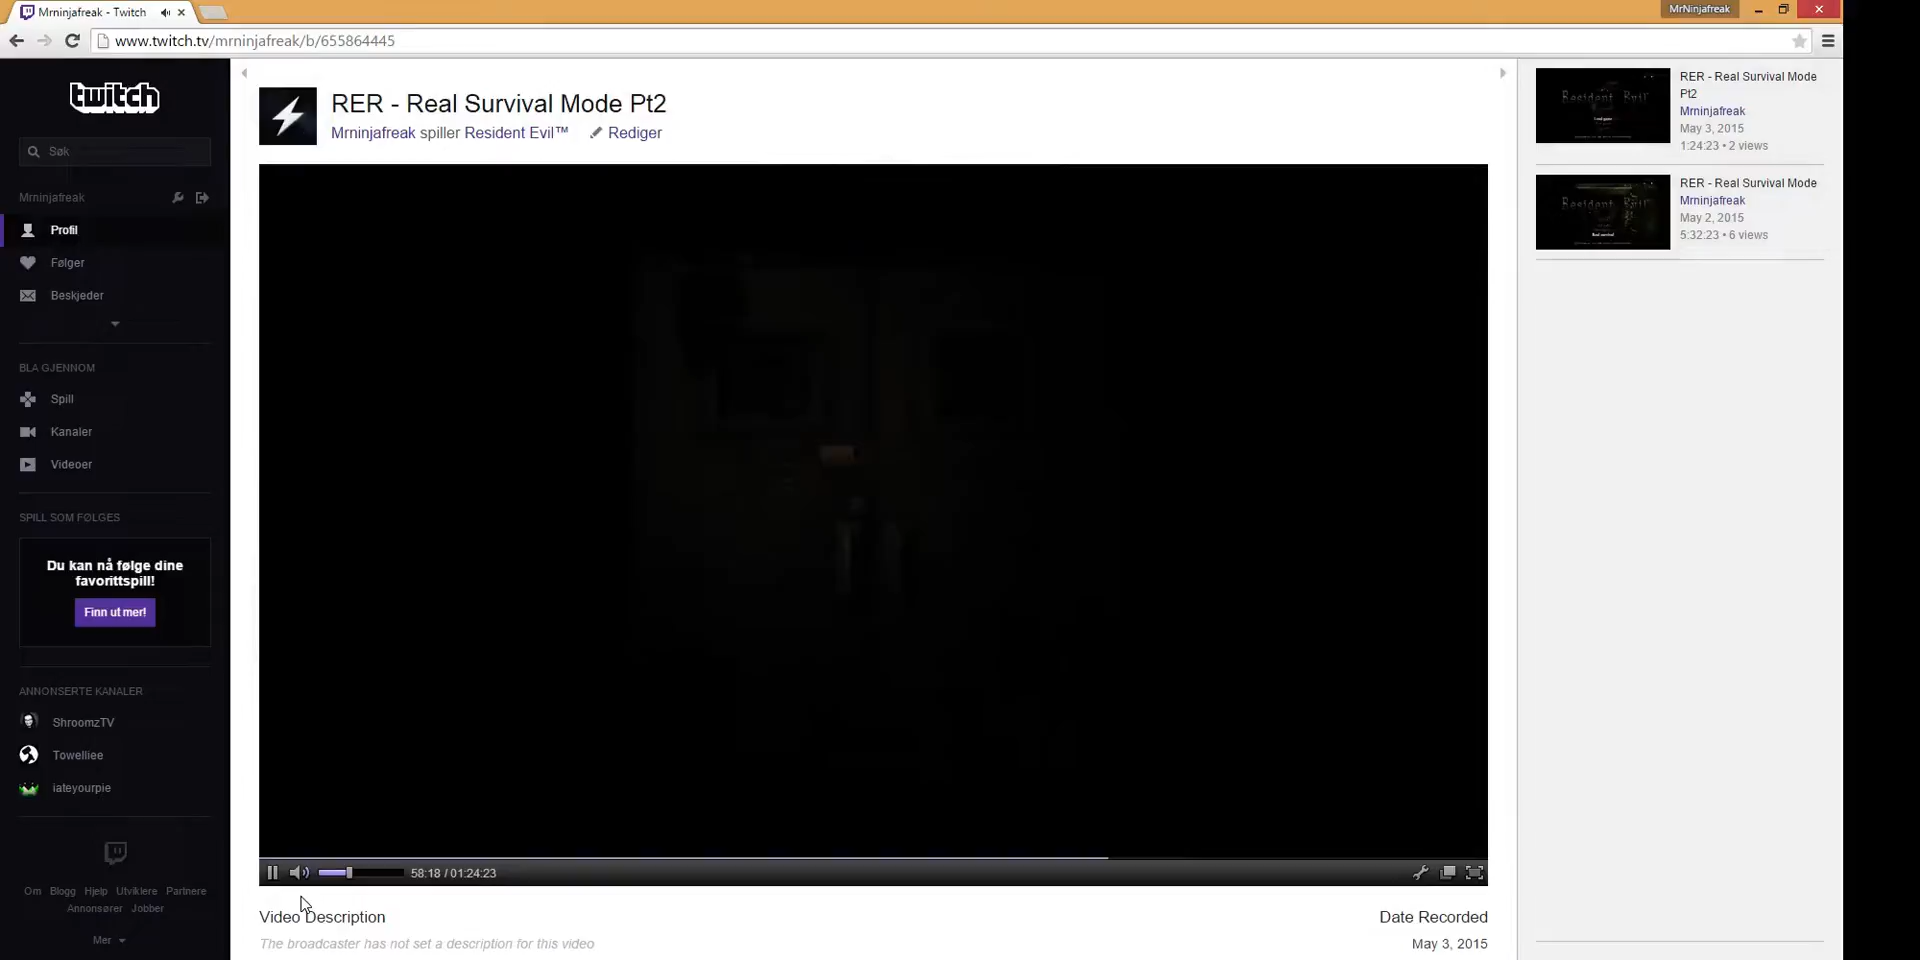 Mrninjafreak - Twitch
MrNinjafreak
www.twitch.tv/mrninjafreak/b/655864445
twitch
Søk
Mrninjafreak
Profil
Følger
Beskjeder
BLA GJENNOM
Spill
Kanaler
Videoer
SPILL SOM FØLGES
Du kan nå følge dine
favorittspill!
Finn ut mer!
ANNONSERTE KANALER
ShroomzTV
Towelliee
iateyourpie
Om Blogg Hjelp Utviklere Partnere
Annonsører Jobber
Mer
RER - Real Survival Mode Pt2
Mrninjafreak spiller Resident Evil™ Rediger
58:18 / 01:24:23
Video Description
The broadcaster has not set a description for this video
Date Recorded
May 3, 2015
Resident Evil
RER - Real Survival Mode
Pt2
Mrninjafreak
May 3, 2015
1:24:23 • 2 views
Resident Evil
RER - Real Survival Mode
Mrninjafreak
May 2, 2015
5:32:23 • 6 views